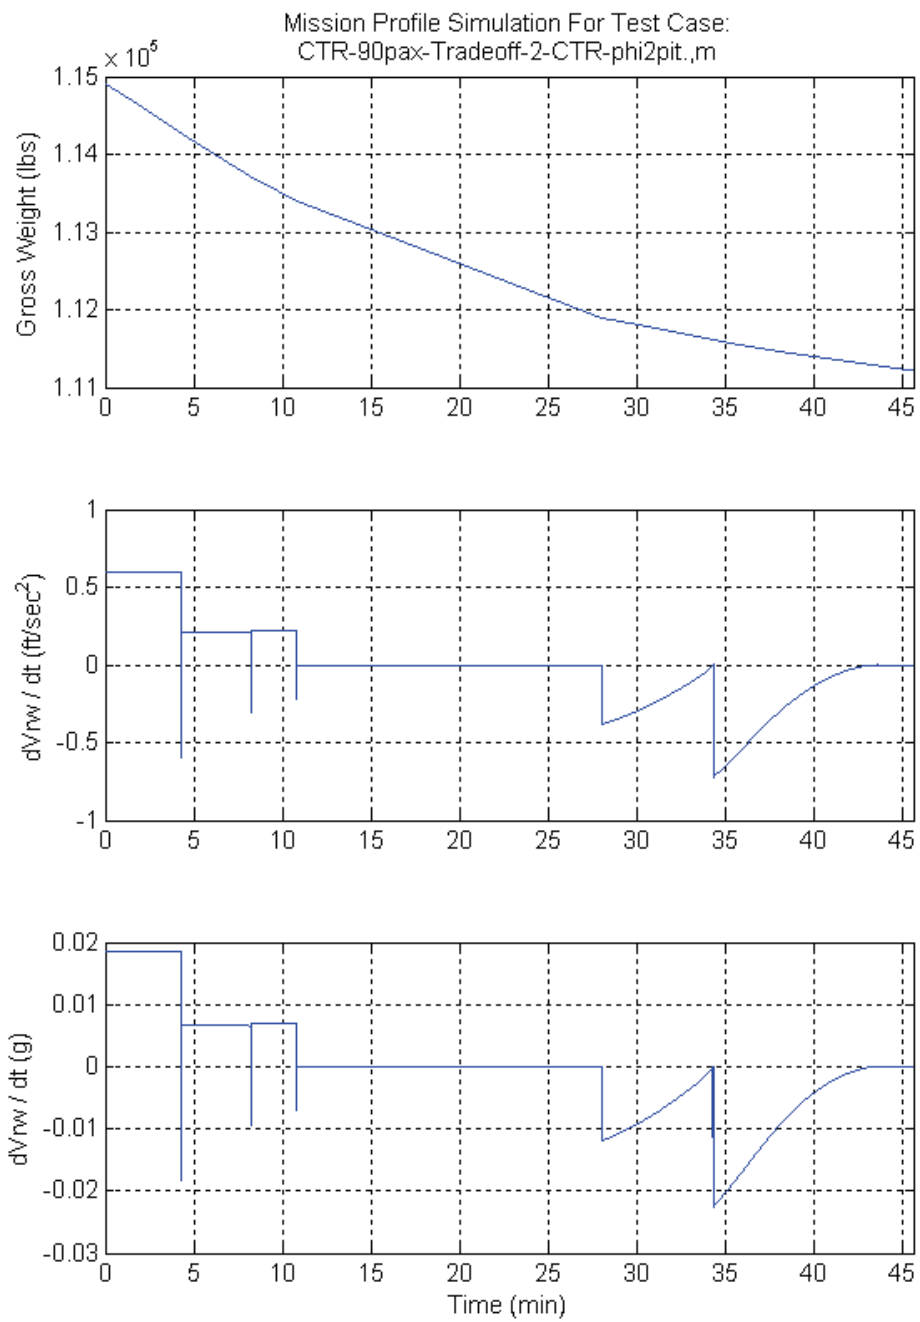 Mission Profile Simulation For Test Case:
CTR-90pax-Tradeoff-2-CTR-phi2pit.,m
× 10⁵
1.15
1.14
1.13
1.12
1.11
Gross Weight (lbs)
0 5 10 15 20 25 30 35 40 45
1
0.5
0
-0.5
-1
dVrw / dt (ft/sec²)
0 5 10 15 20 25 30 35 40 45
0.02
0.01
0
-0.01
-0.02
-0.03
dVrw / dt (g)
0 5 10 15 20 25 30 35 40 45
Time (min)